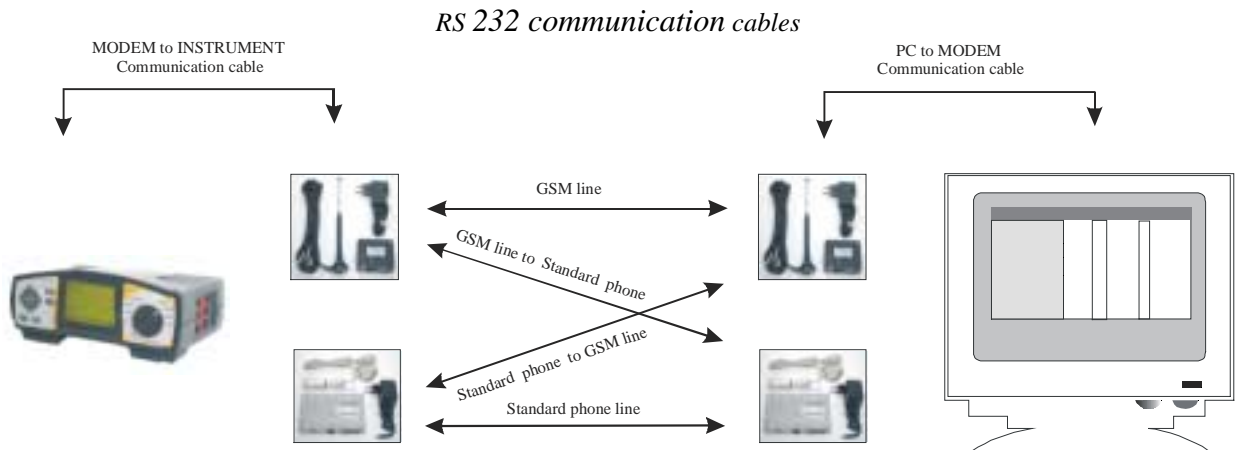 RS 232 communication cables
MODEM to INSTRUMENT
Communication cable
PC to MODEM
Communication cable
GSM line
GSM line to Standard phone
Standard phone to GSM line
Standard phone line